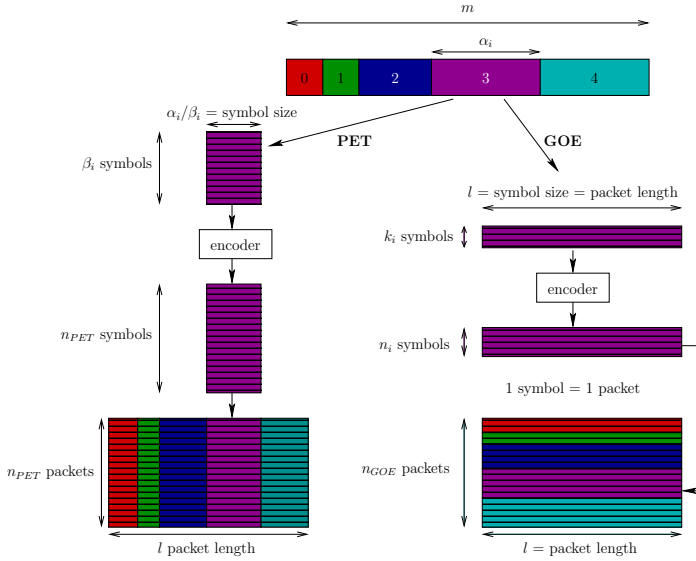 m
α_i
0 1 2 3 4
α_i/β_i = symbol size
PET
GOE
β_i symbols
l = symbol size = packet length
k_i symbols
encoder
encoder
n_PET symbols
n_i symbols
1 symbol = 1 packet
n_PET packets
n_GOE packets
l packet length
l = packet length